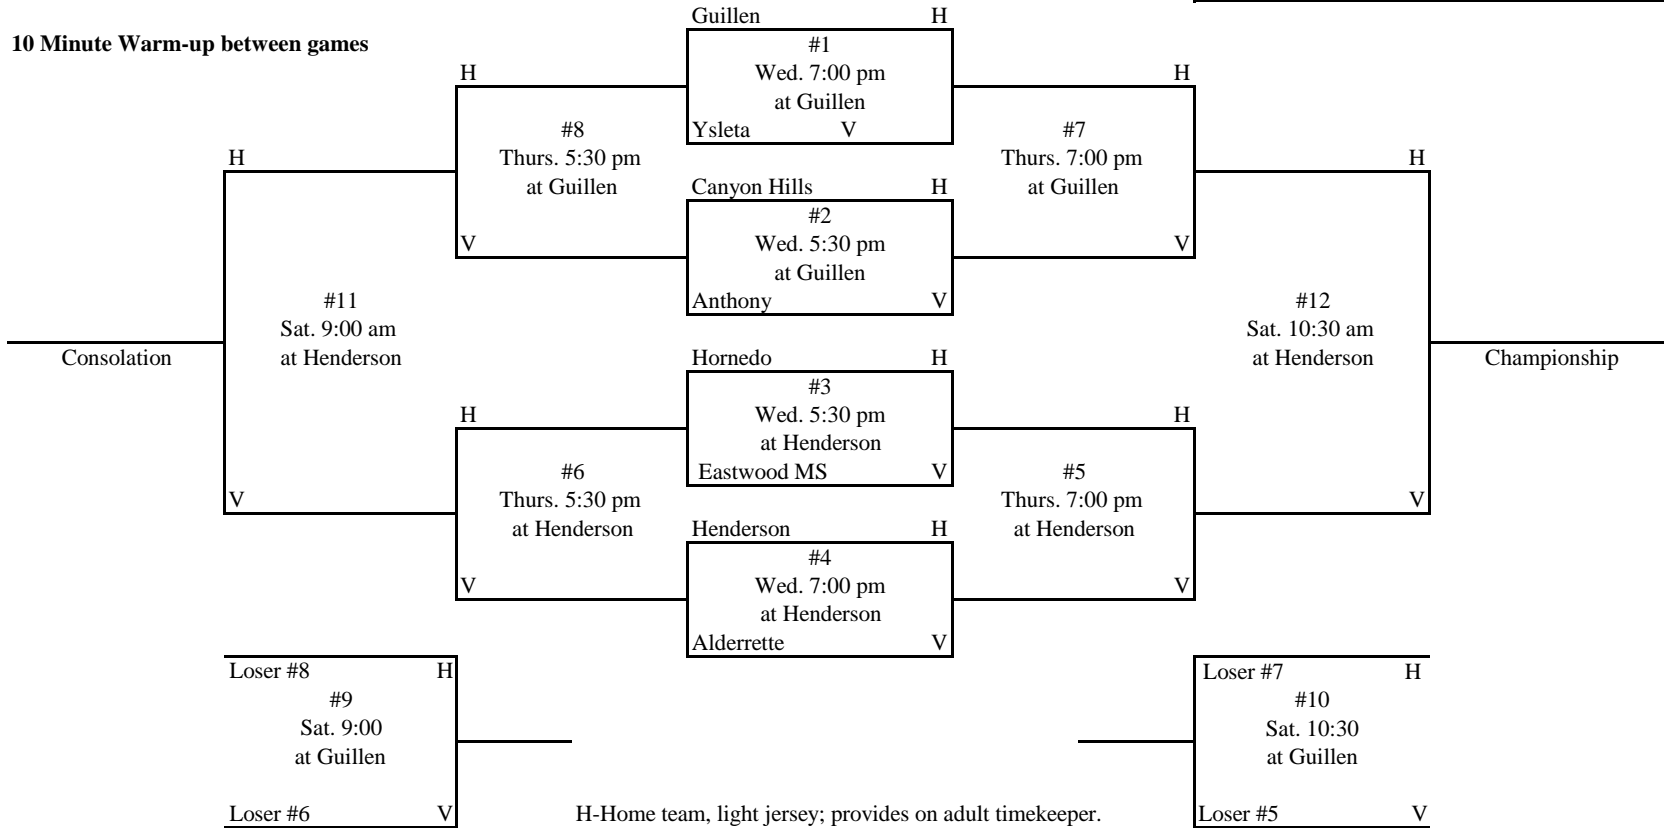 Guillen H
10 Minute Warm-up between games
#1
H
Wed. 7:00 pm
H
at Guillen
#8
Ysleta V
#7
H
Thurs. 5:30 pm
Thurs. 7:00 pm
H
at Guillen
Canyon Hills H
at Guillen
#2
V
Wed. 5:30 pm
V
at Guillen
#11
Anthony V
#12
Sat. 9:00 am
Sat. 10:30 am
Consolation
at Henderson
Hornedo H
at Henderson
Championship
#3
H
Wed. 5:30 pm
H
at Henderson
#6
Eastwood MS V
#5
V
Thurs. 5:30 pm
Thurs. 7:00 pm
V
at Henderson
Henderson H
at Henderson
#4
V
Wed. 7:00 pm
V
at Henderson
Alderrette V
Loser #8 H
Loser #7 H
#9
#10
Sat. 9:00
Sat. 10:30
at Guillen
at Guillen
Loser #6 V
H-Home team, light jersey; provides on adult timekeeper.
Loser #5 V